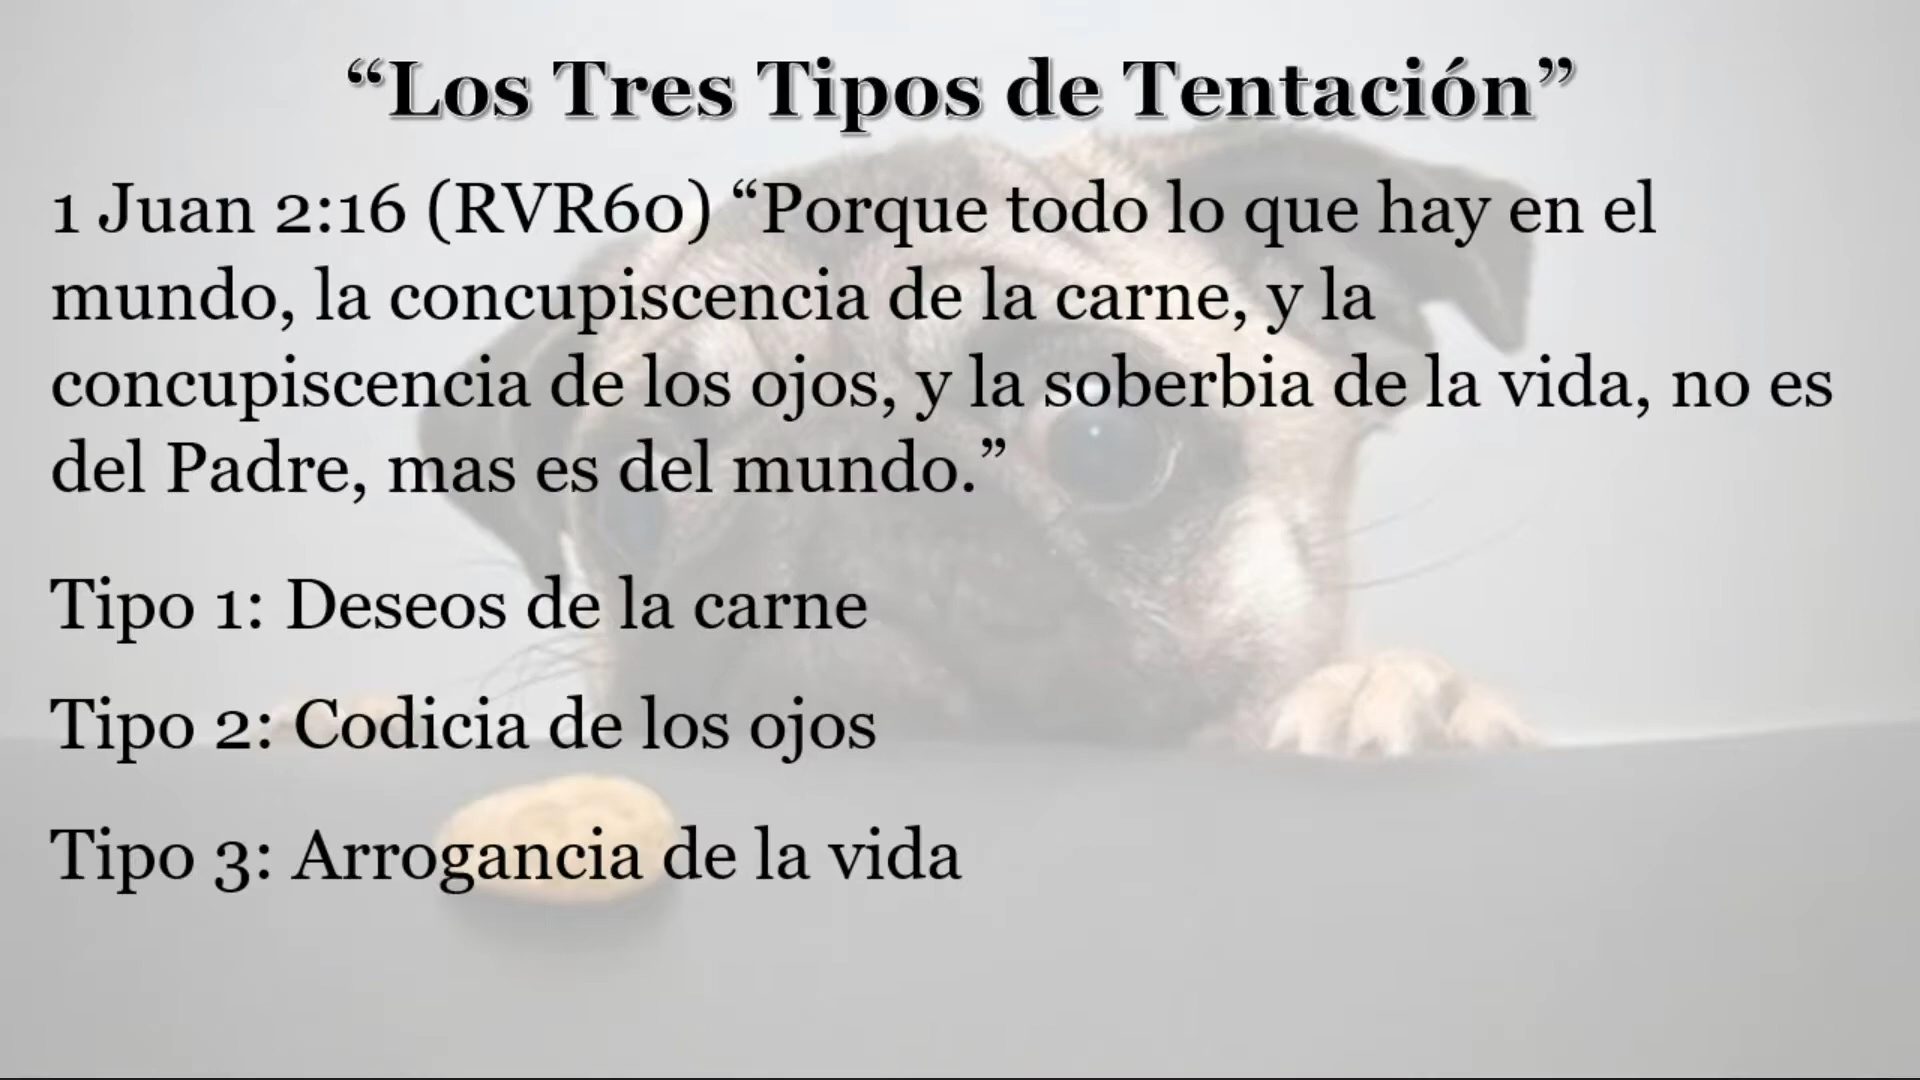 “Los Tres Tipos de Tentación”
1 Juan 2:16 (RVR60) “Porque todo lo que hay en el
mundo, la concupiscencia de la carne, y la
concupiscencia de los ojos, y la soberbia de la vida, no es
del Padre, mas es del mundo.”
Tipo 1: Deseos de la carne
Tipo 2: Codicia de los ojos
Tipo 3: Arrogancia de la vida